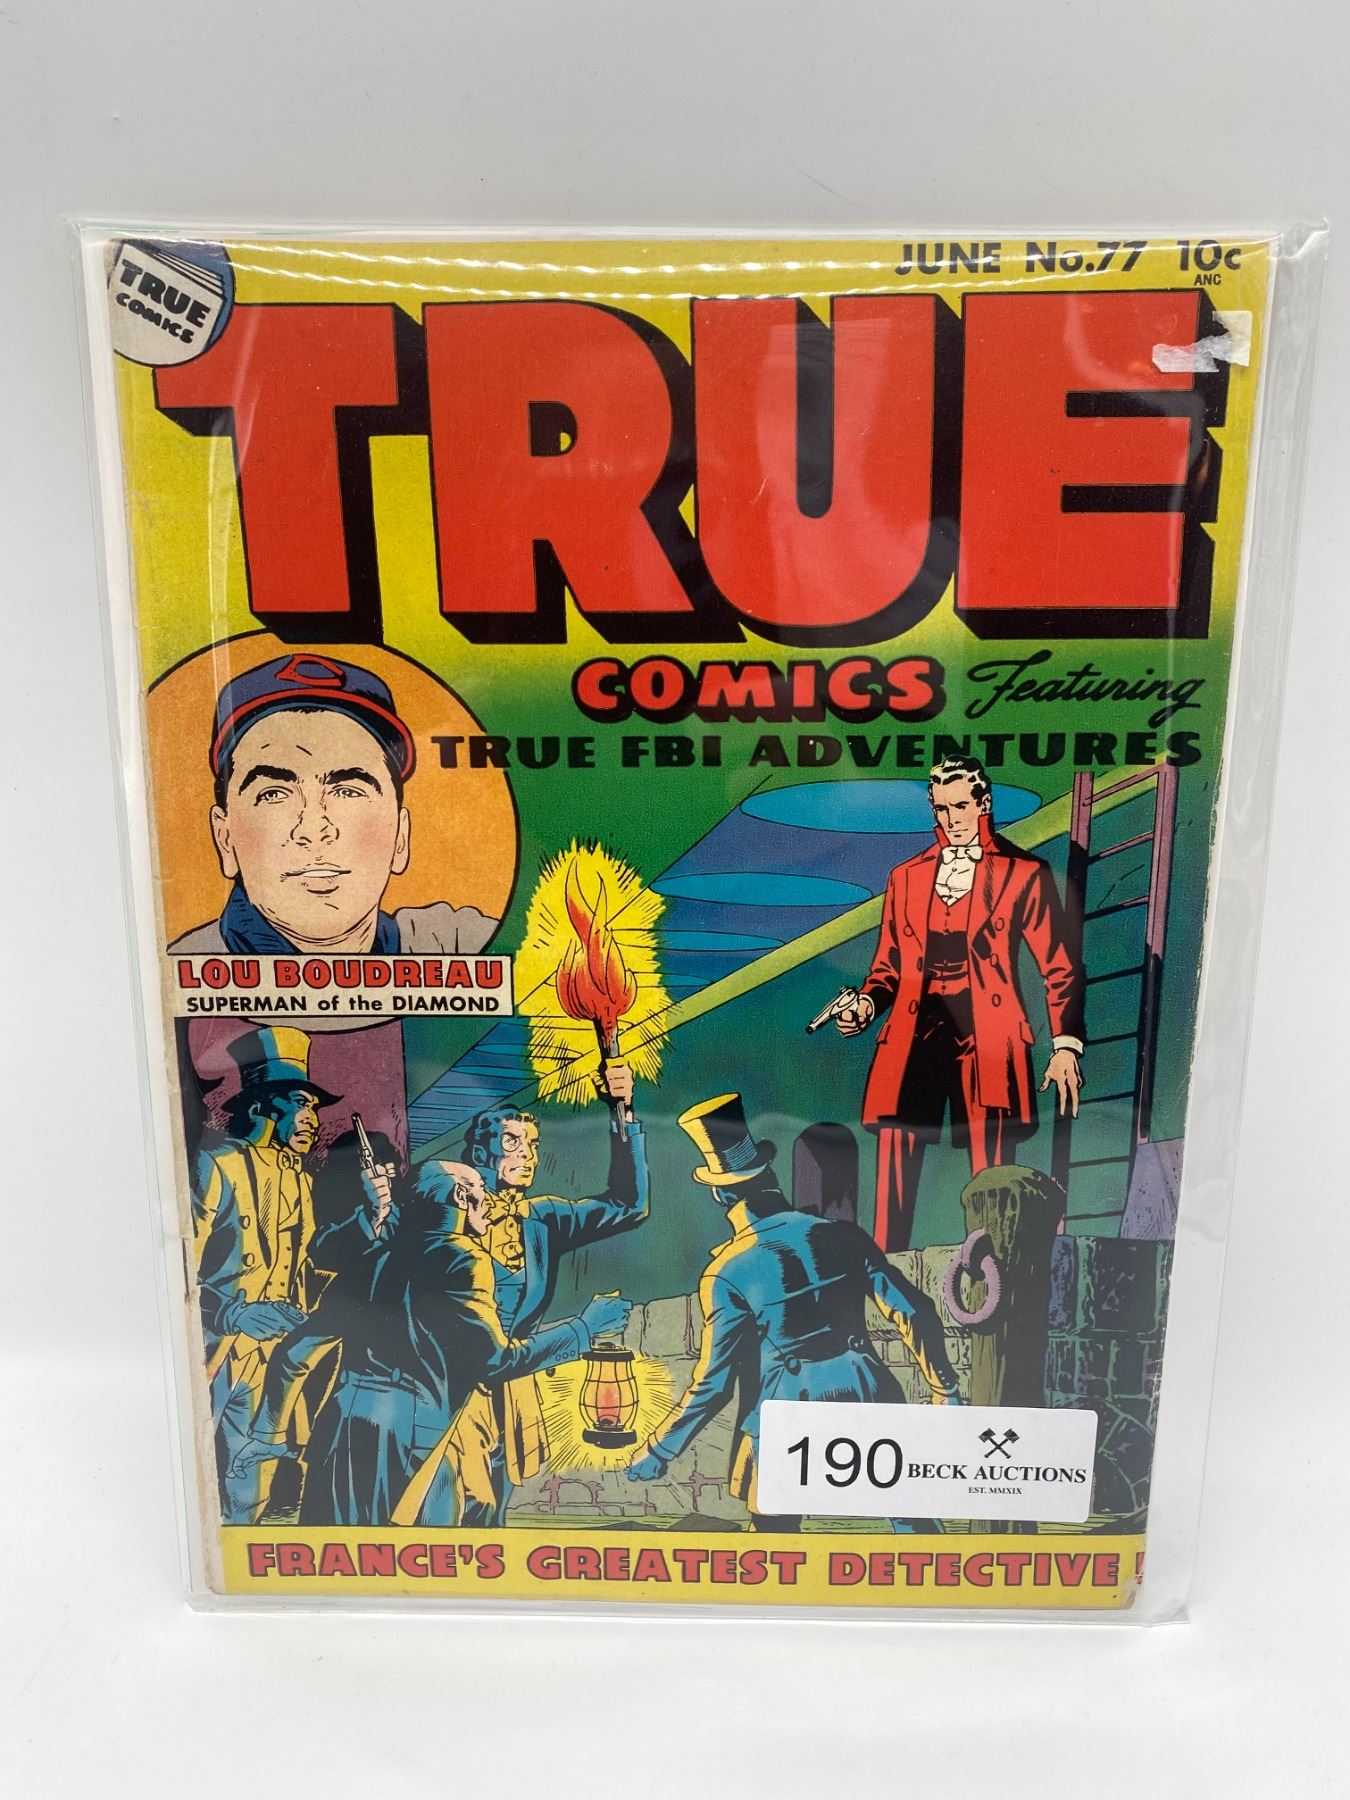 JUNE No.77 10c
ANC
TRUE
COMICS
TRUE
COMICS Featuring
TRUE FBI ADVENTURES
LOU BOUDREAU
SUPERMAN of the DIAMOND
190 BECK AUCTIONS
EST. MMXIX
FRANCE'S GREATEST DETECTIVE!